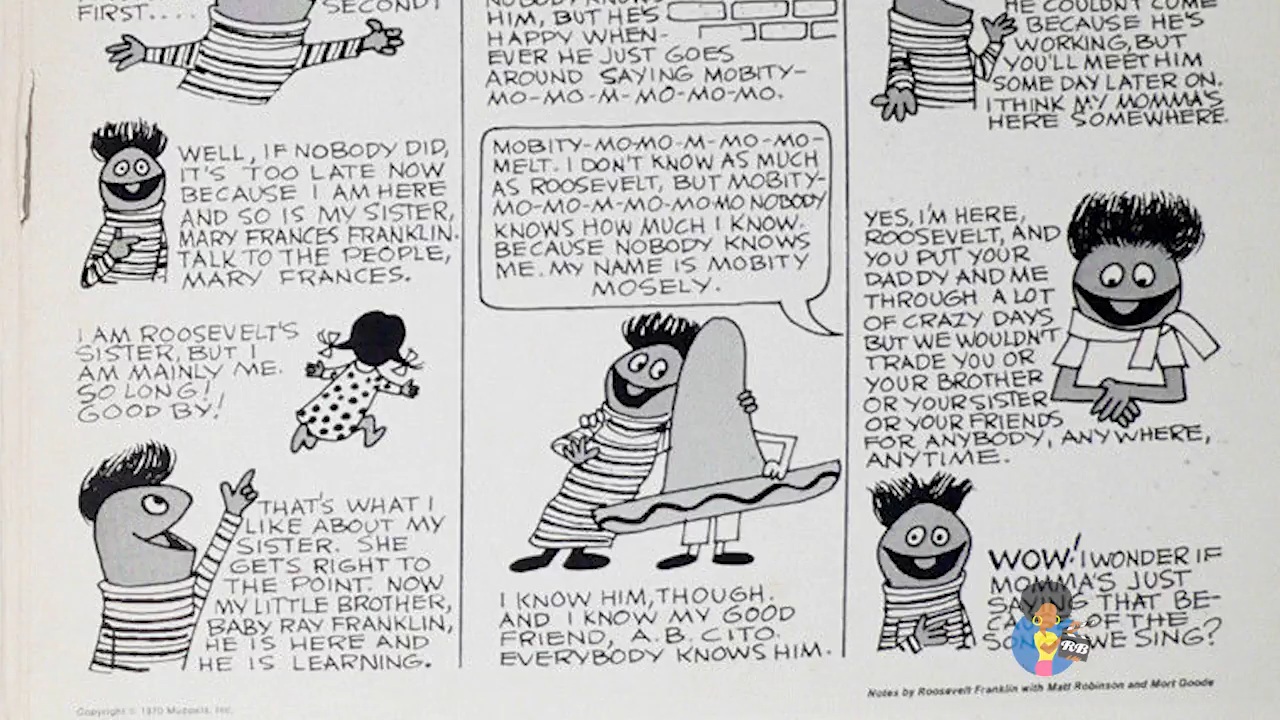 FIRST....
SECOND?
WELL, IF NOBODY DID,
IT'S TOO LATE NOW
BECAUSE I AM HERE
AND SO IS MY SISTER,
MARY FRANCES FRANKLIN.
TALK TO THE PEOPLE,
MARY FRANCES.
I AM ROOSEVELT'S
SISTER, BUT I
AM MAINLY ME.
SO LONG!
GOOD BY!
THAT'S WHAT I
LIKE ABOUT MY
SISTER. SHE
GETS RIGHT TO
THE POINT. NOW
MY LITTLE BROTHER,
BABY RAY FRANKLIN,
HE IS HERE AND
HE IS LEARNING.
Copyright © 1970 Muppets, Inc.
NOBODY KNOWS
HIM, BUT HE'S
HAPPY WHEN-
EVER HE JUST GOES
AROUND SAYING MOBITY-
MO-MO-M-MO-MO-MO.
MOBITY-MO-MO-M-MO-MO-
MELT. I DON'T KNOW AS MUCH
AS ROOSEVELT, BUT MOBITY-
MO-MO-M-MO-MO-MO NOBODY
KNOWS HOW MUCH I KNOW.
BECAUSE NOBODY KNOWS
ME. MY NAME IS MOBITY
MOSELY.
I KNOW HIM, THOUGH.
AND I KNOW MY GOOD
FRIEND, A.B. CITO.
EVERYBODY KNOWS HIM.
HE COULDN'T COME
BECAUSE HE'S
WORKING, BUT
YOU'LL MEET HIM
SOME DAY LATER ON.
I THINK MY MOMMA'S
HERE SOMEWHERE.
YES, I'M HERE,
ROOSEVELT, AND
YOU PUT YOUR
DADDY AND ME
THROUGH A LOT
OF CRAZY DAYS
BUT WE WOULDN'T
TRADE YOU OR
YOUR BROTHER
OR YOUR SISTER
OR YOUR FRIENDS
FOR ANYBODY, ANYWHERE,
ANYTIME.
WOW! I WONDER IF
MOMMA'S JUST
SAYING THAT BE-
OF THE
WE SING?
RB
Notes by Roosevelt Franklin with Matt Robinson and Mort Goode